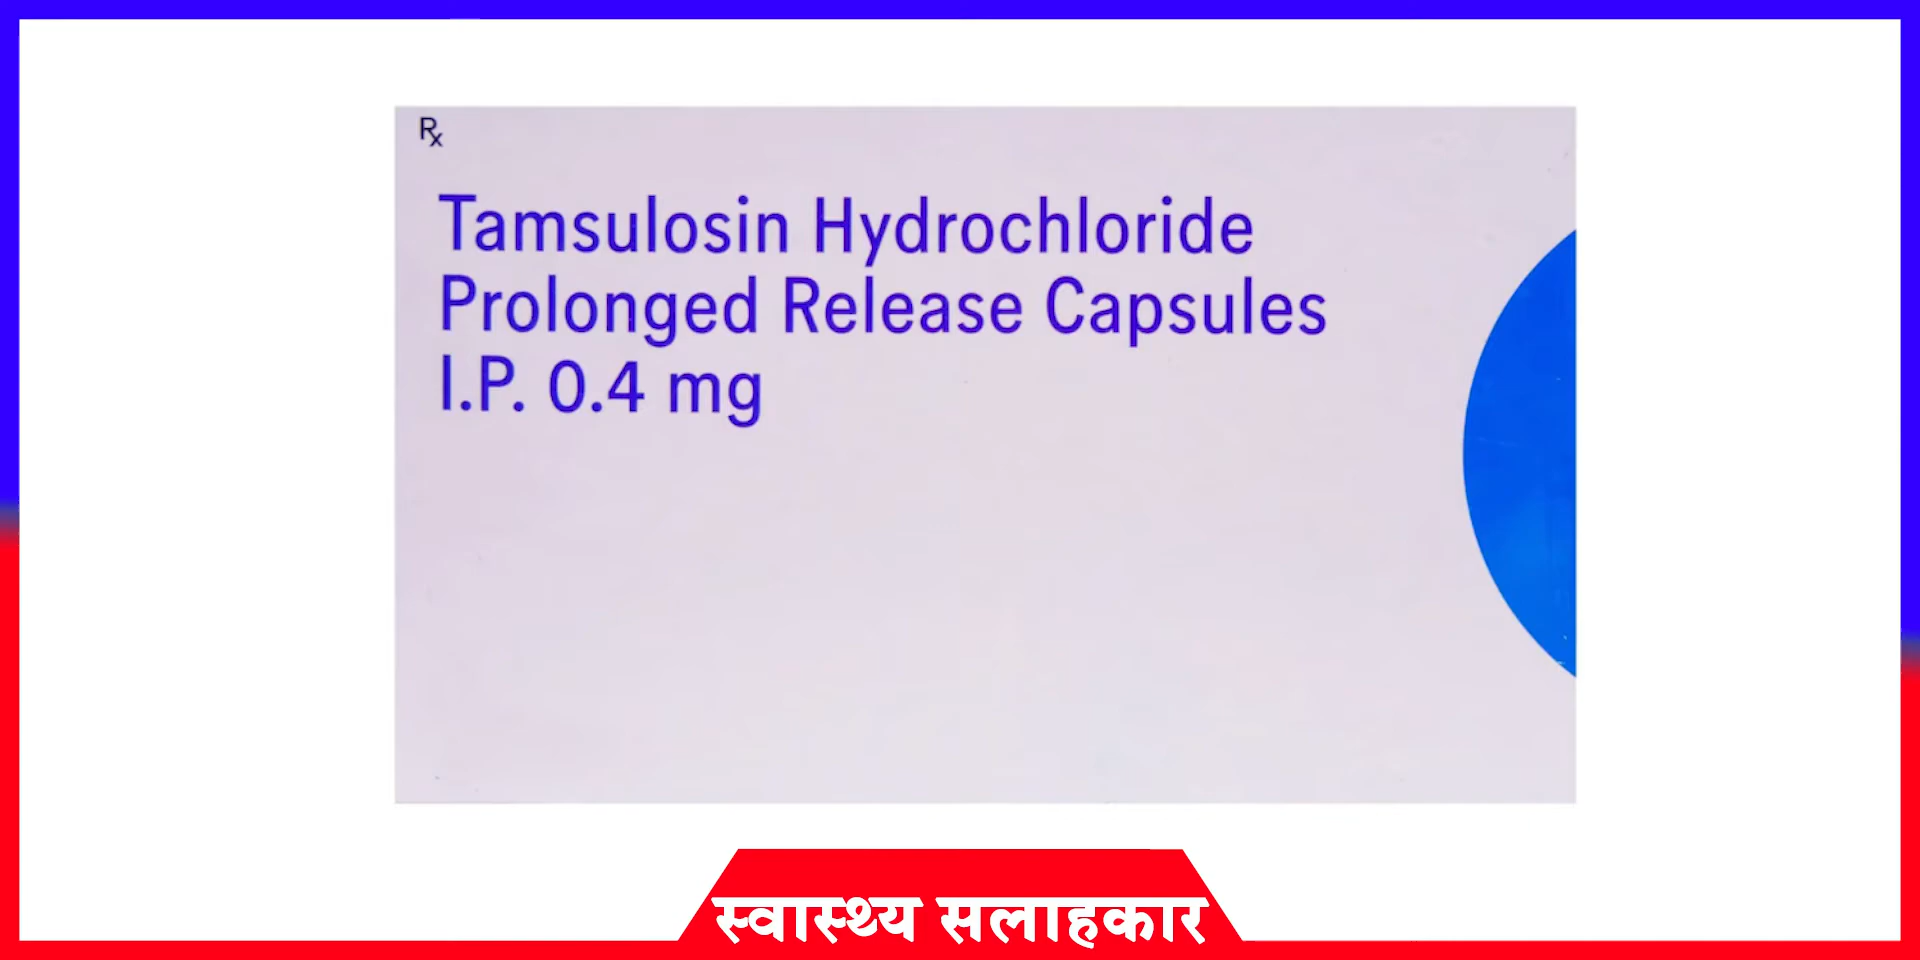 Rx
Tamsulosin Hydrochloride
Prolonged Release Capsules
I.P. 0.4 mg
स्वास्थ्य सलाहकार